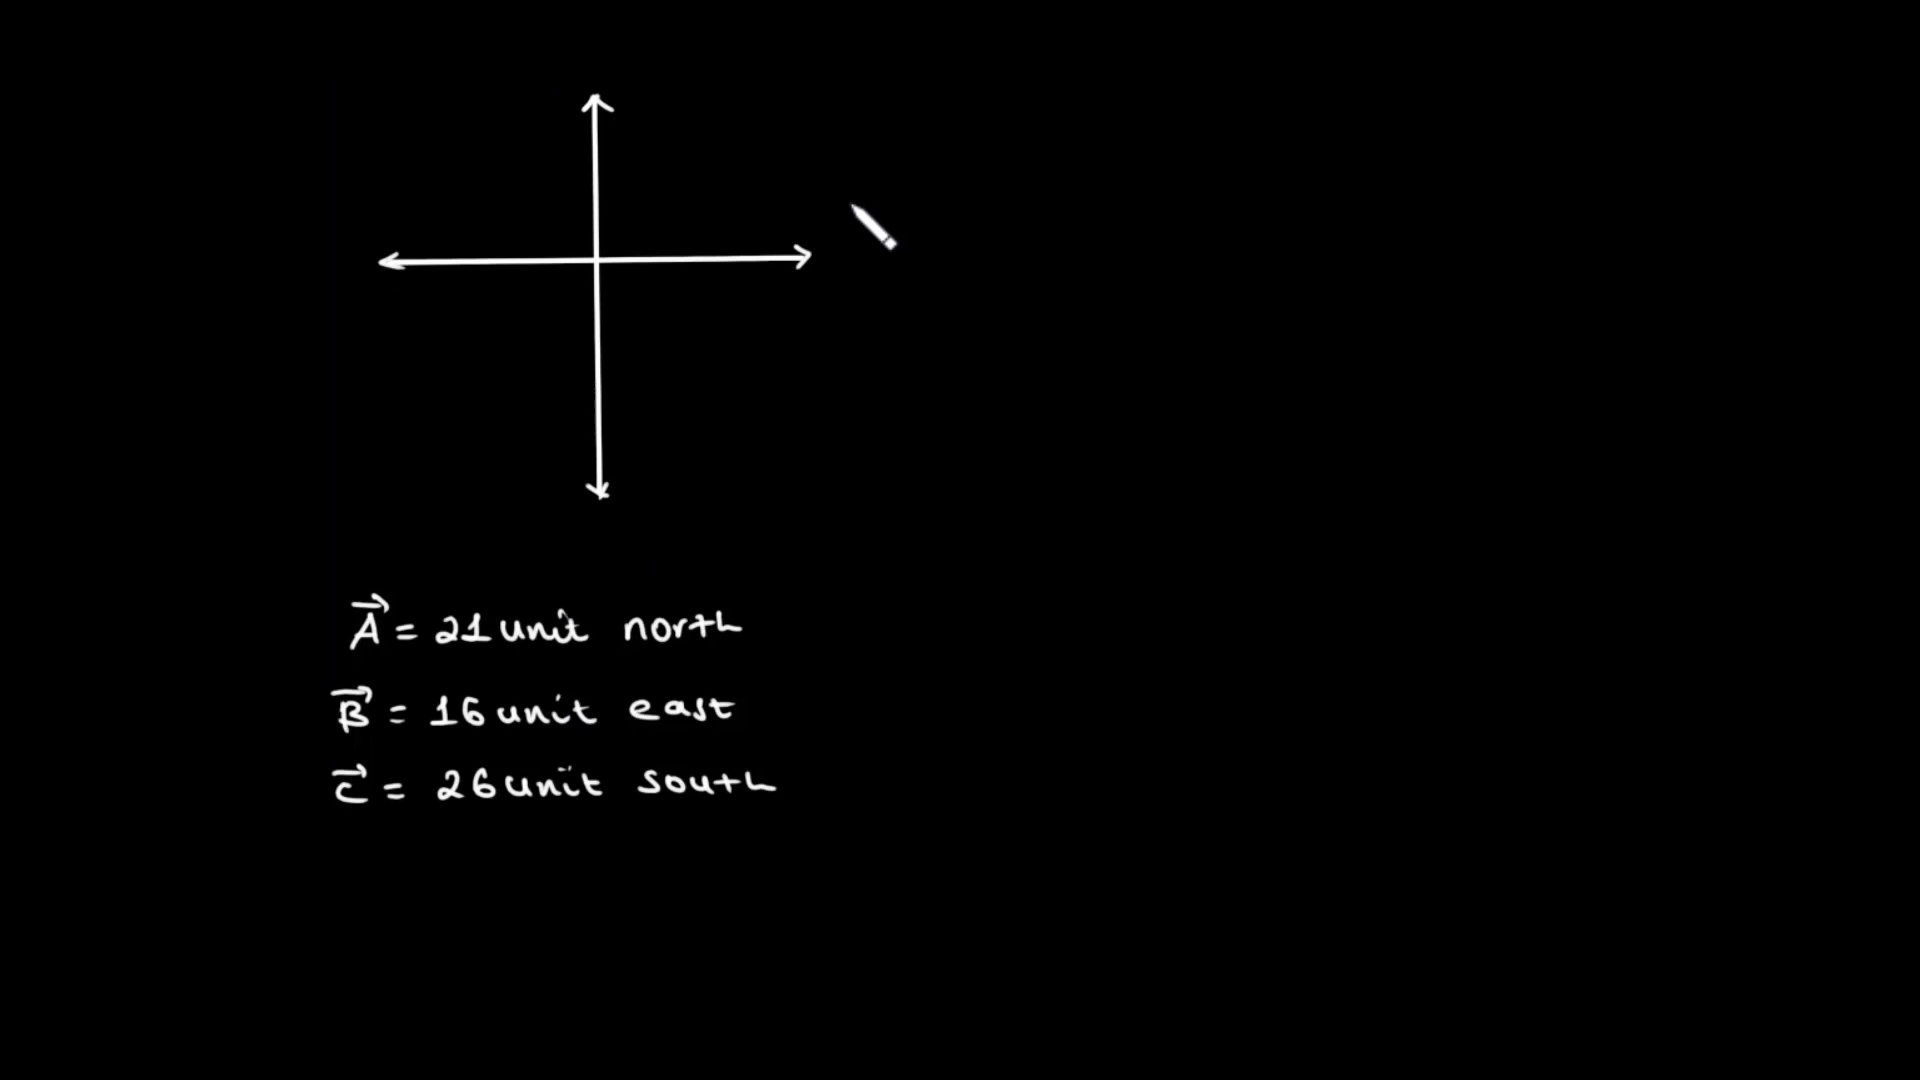 A⃗ = 21 unit north
B⃗ = 16 unit east
C⃗ = 26 unit south